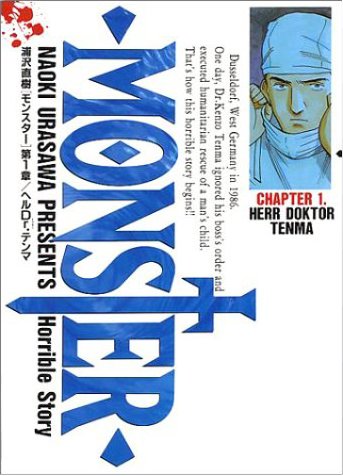 MONSTER
NAOKI URASAWA PRESENTS Horrible Story
浦沢直樹［モンスター］第1章／ヘルDr.テンマ
Dusseldorf, West Germany in 1986.
One day, Dr. Kenzo Tenma ignored his boss's order and
executed humanitarian rescue of a man's child.
That's how this horrible story begins!!
CHAPTER 1.
HERR DOKTOR
TENMA